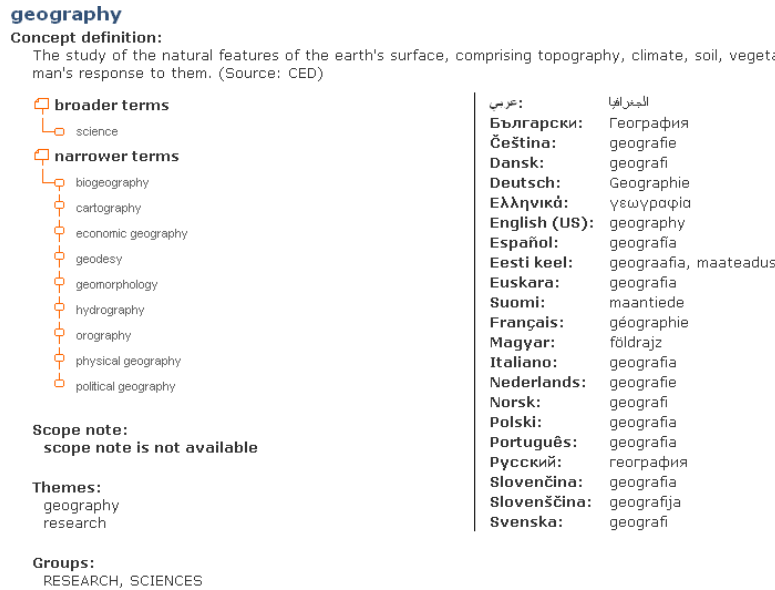 geography
Concept definition:
The study of the natural features of the earth's surface, comprising topography, climate, soil,
man's response to them. (Source: CED)
broader terms
science
narrower terms
biogeography
cartography
economic geography
geodesy
geomorphology
hydrography
orography
physical geography
political geography
Scope note:
scope note is not available
Themes:
geography
research
Groups:
RESEARCH, SCIENCES
عربي: الجغرافيا
Български: География
Čeština: geografie
Dansk: geografi
Deutsch: Geographie
Ελληνικά: γεωγραφία
English (US): geography
Español: geografía
Eesti keel: geograafia, maateadus
Euskara: geografia
Suomi: maantiede
Français: géographie
Magyar: földrajz
Italiano: geografia
Nederlands: geografie
Norsk: geografi
Polski: geografia
Português: geografia
Русский: география
Slovenčina: geografia
Slovenščina: geografija
Svenska: geografi